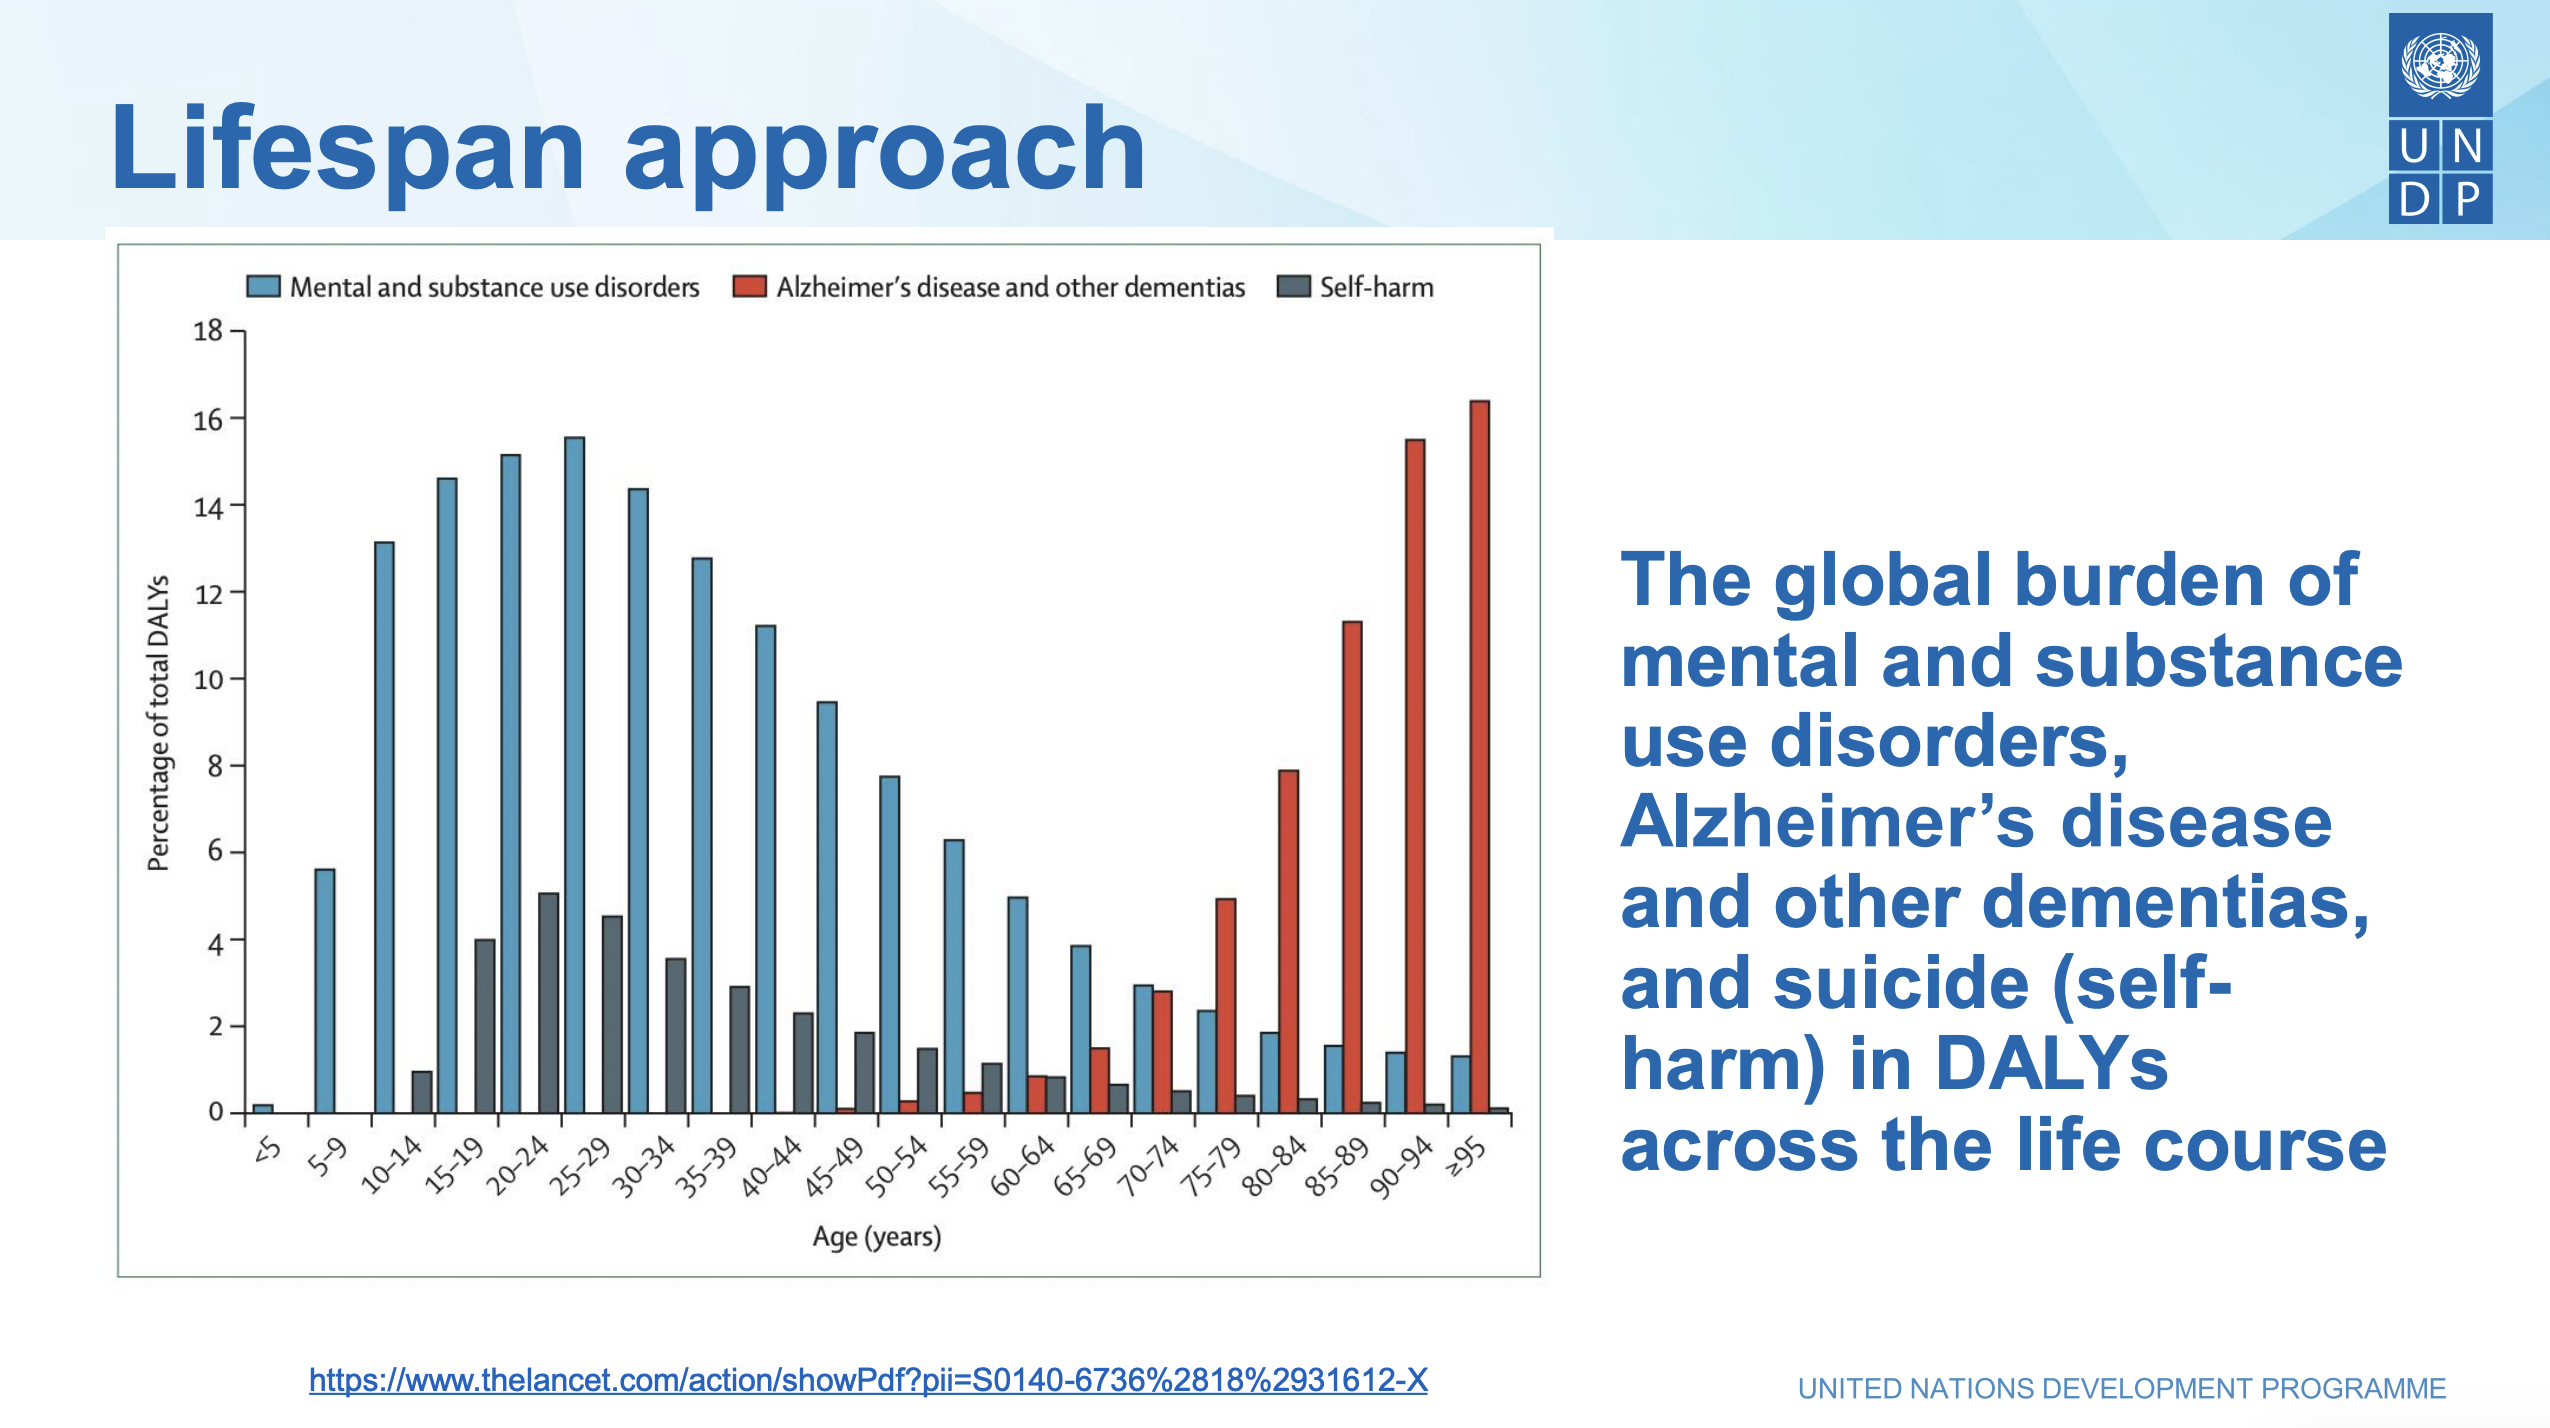 Lifespan approach
UN
DP
Mental and substance use disorders
Alzheimer's disease and other dementias
Self-harm
18
16
14
12
10
8
6
4
2
0
Percentage of total DALYs
<5
5–9
10–14
15–19
20–24
25–29
30–34
35–39
40–44
45–49
50–54
55–59
60–64
65–69
70–74
75–79
80–84
85–89
90–94
≥95
Age (years)
The global burden of
mental and substance
use disorders,
Alzheimer’s disease
and other dementias,
and suicide (self-
harm) in DALYs
across the life course
https://www.thelancet.com/action/showPdf?pii=S0140-6736%2818%2931612-X
UNITED NATIONS DEVELOPMENT PROGRAMME